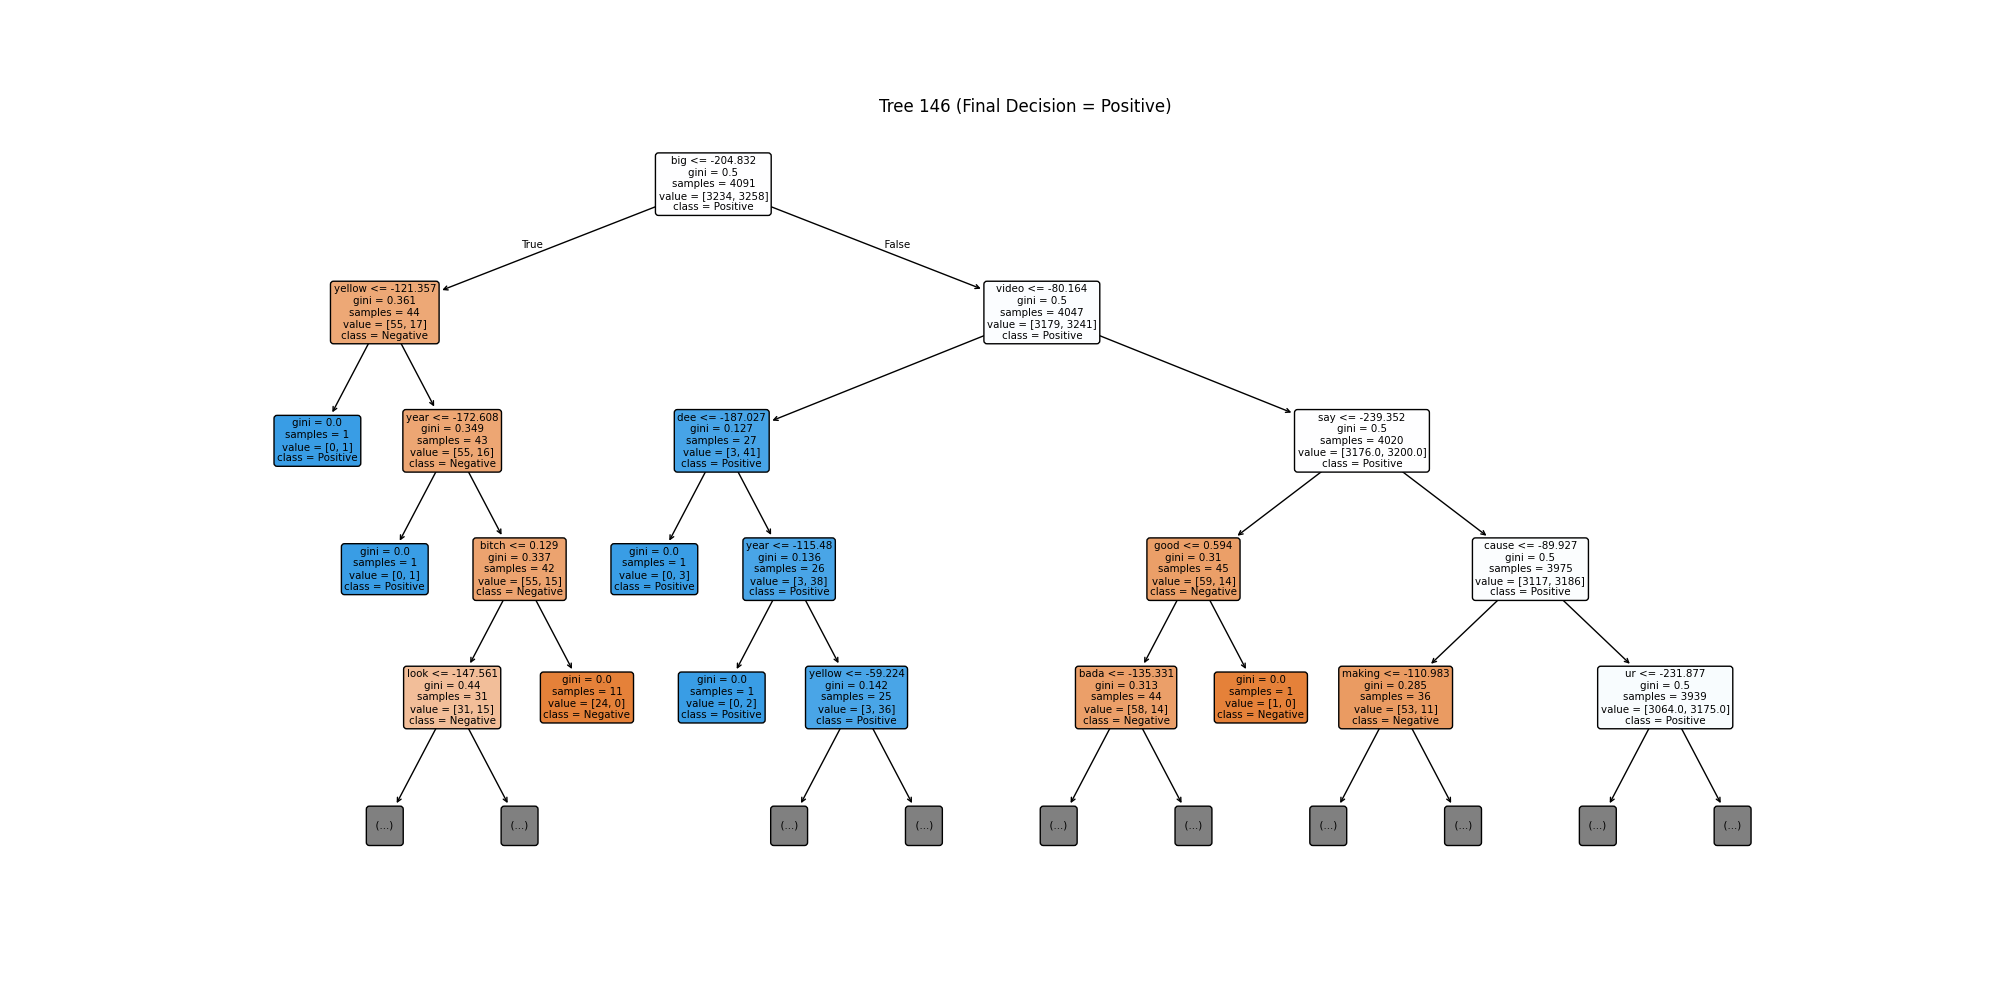 Tree 146 (Final Decision = Positive)
big <= -204.832
gini = 0.5
samples = 4091
value = [3234, 3258]
class = Positive
True
False
yellow <= -121.357
gini = 0.361
samples = 44
value = [55, 17]
class = Negative
video <= -80.164
gini = 0.5
samples = 4047
value = [3179, 3241]
class = Positive
gini = 0.0
samples = 1
value = [0, 1]
class = Positive
year <= -172.608
gini = 0.349
samples = 43
value = [55, 16]
class = Negative
dee <= -187.027
gini = 0.127
samples = 27
value = [3, 41]
class = Positive
say <= -239.352
gini = 0.5
samples = 4020
value = [3176.0, 3200.0]
class = Positive
gini = 0.0
samples = 1
value = [0, 1]
class = Positive
bitch <= 0.129
gini = 0.337
samples = 42
value = [55, 15]
class = Negative
gini = 0.0
samples = 1
value = [0, 3]
class = Positive
year <= -115.48
gini = 0.136
samples = 26
value = [3, 38]
class = Positive
good <= 0.594
gini = 0.31
samples = 45
value = [59, 14]
class = Negative
cause <= -89.927
gini = 0.5
samples = 3975
value = [3117, 3186]
class = Positive
look <= -147.561
gini = 0.44
samples = 31
value = [31, 15]
class = Negative
gini = 0.0
samples = 11
value = [24, 0]
class = Negative
gini = 0.0
samples = 1
value = [0, 2]
class = Positive
yellow <= -59.224
gini = 0.142
samples = 25
value = [3, 36]
class = Positive
bada <= -135.331
gini = 0.313
samples = 44
value = [58, 14]
class = Negative
gini = 0.0
samples = 1
value = [1, 0]
class = Negative
making <= -110.983
gini = 0.285
samples = 36
value = [53, 11]
class = Negative
ur <= -231.877
gini = 0.5
samples = 3939
value = [3064.0, 3175.0]
class = Positive
(...)
(...)
(...)
(...)
(...)
(...)
(...)
(...)
(...)
(...)